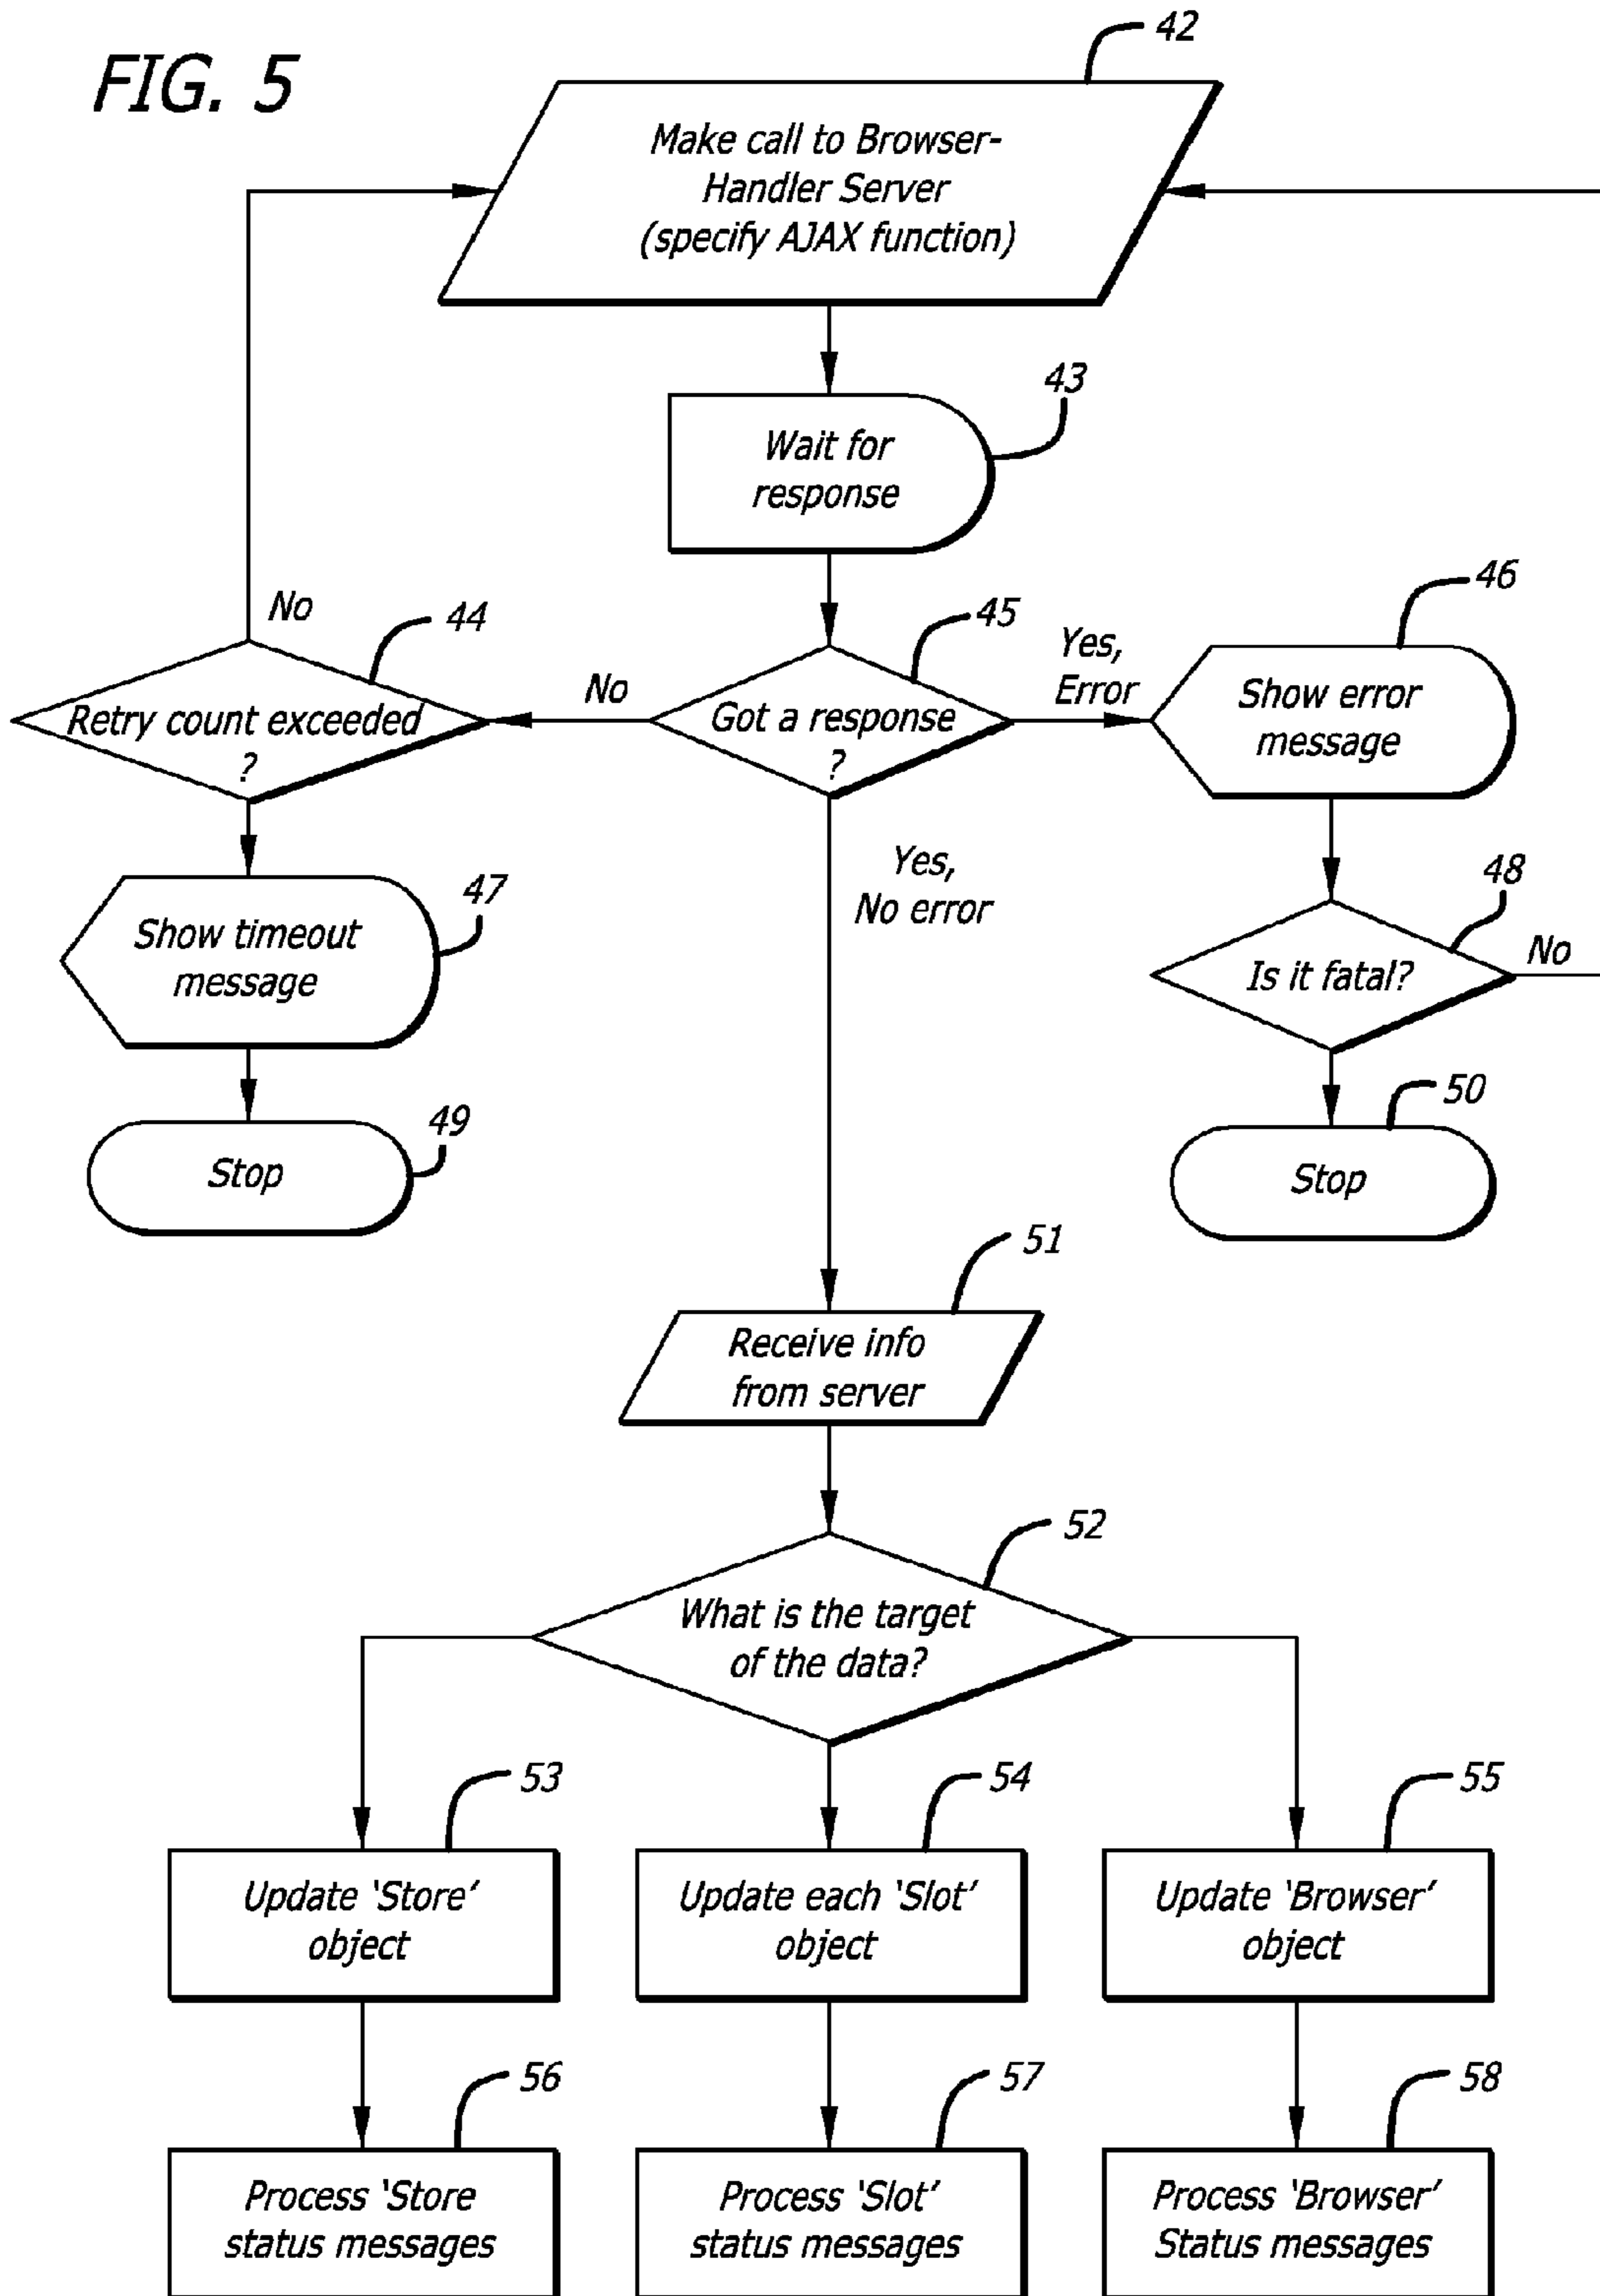 FIG. 5
42
Make call to Browser-
Handler Server
(specify AJAX function)
43
Wait for
response
No
44
Retry count exceeded
?
No
45
Got a response
?
Yes,
Error
46
Show error
message
47
Show timeout
message
Yes,
No error
48
Is it fatal?
No
49
Stop
50
Stop
51
Receive info
from server
52
What is the target
of the data?
53
Update ‘Store’
object
54
Update each ‘Slot’
object
55
Update ‘Browser’
object
56
Process ‘Store
status messages
57
Process ‘Slot’
status messages
58
Process ‘Browser’
Status messages